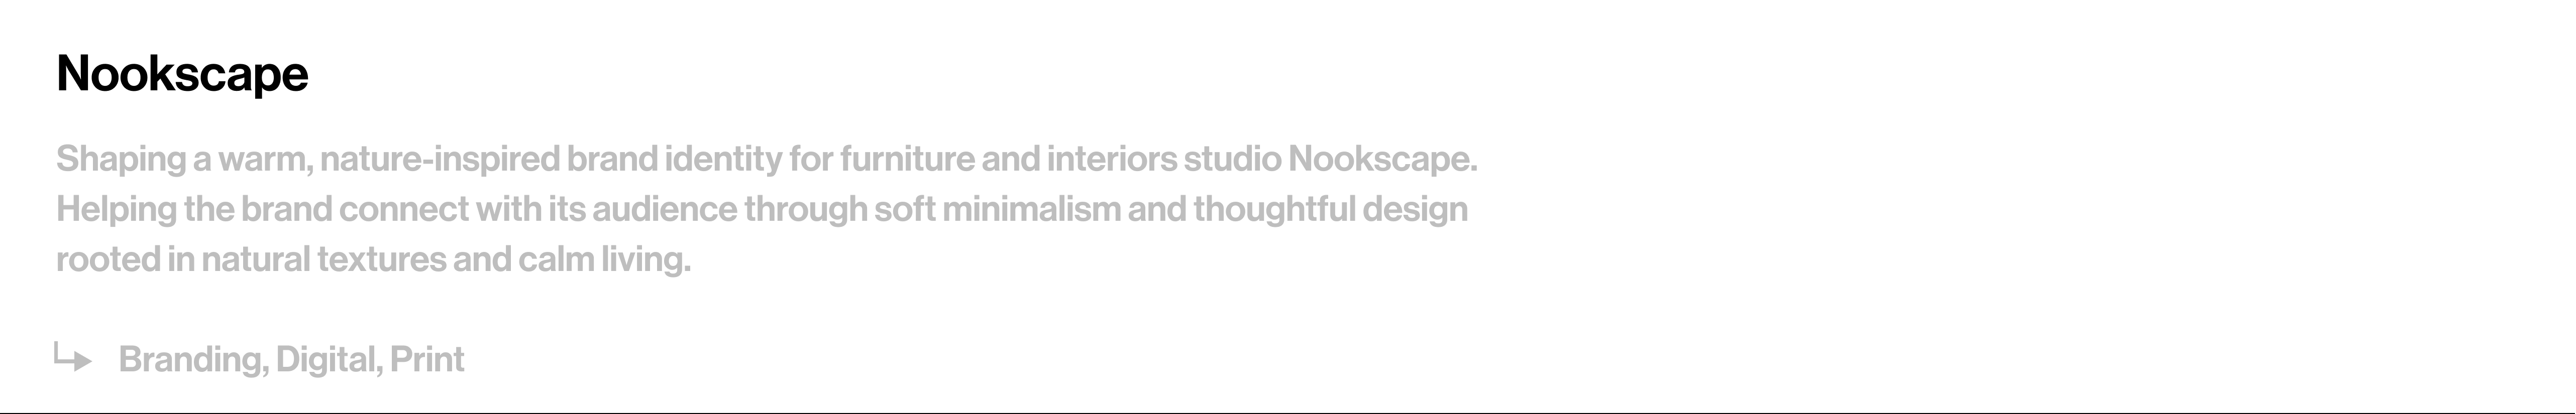 Nookscape
Shaping a warm, nature-inspired brand identity for furniture and interiors studio Nookscape.
Helping the brand connect with its audience through soft minimalism and thoughtful design
rooted in natural textures and calm living.
Branding, Digital, Print